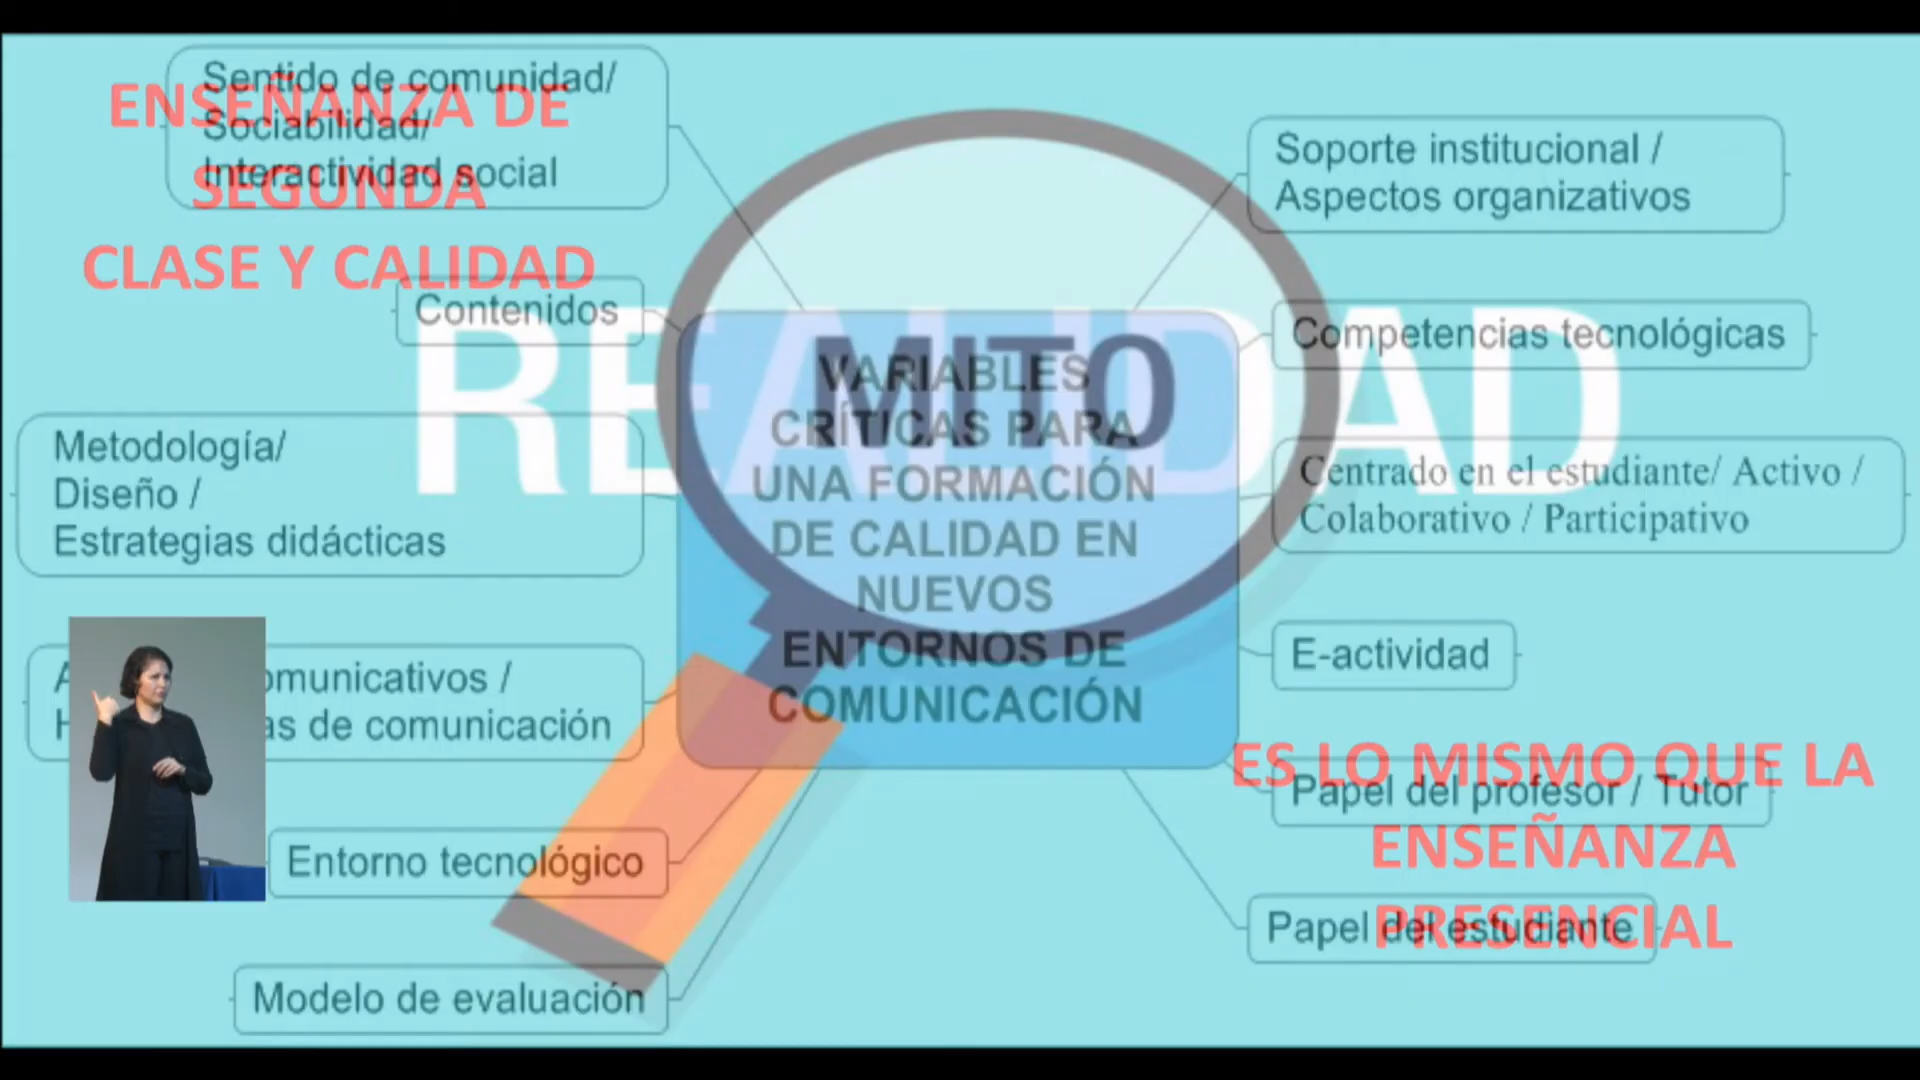 ENSEÑANZA DE
SEGUNDA
CLASE Y CALIDAD
Sentido de comunidad/
Sociabilidad/
Interactividad social
Contenidos
Metodología/
Diseño /
Estrategias didácticas
omunicativos /
as de comunicación
Entorno tecnológico
Modelo de evaluación
REALIDAD
MITO
VARIABLES
CRÍTICAS PARA
UNA FORMACIÓN
DE CALIDAD EN
NUEVOS
ENTORNOS DE
COMUNICACIÓN
Soporte institucional /
Aspectos organizativos
Competencias tecnológicas
Centrado en el estudiante/ Activo /
Colaborativo / Participativo
E-actividad
Papel del profesor / Tutor
Papel del estudiante
ES LO MISMO QUE LA
ENSEÑANZA
PRESENCIAL